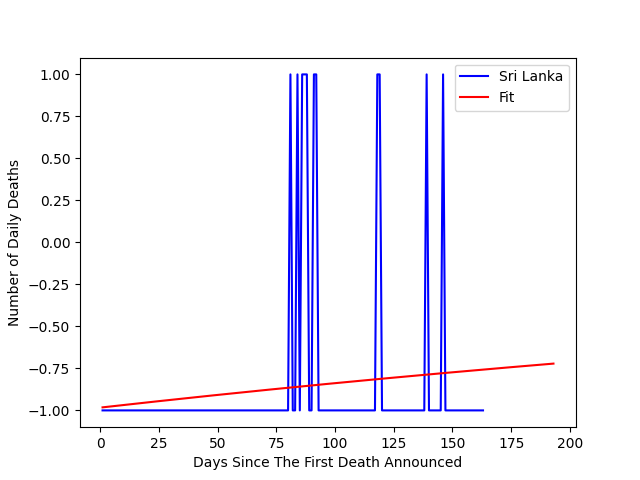 Sri Lanka
Fit
1.00
0.75
0.50
0.25
0.00
−0.25
−0.50
−0.75
−1.00
Number of Daily Deaths
0 25 50 75 100 125 150 175 200
Days Since The First Death Announced